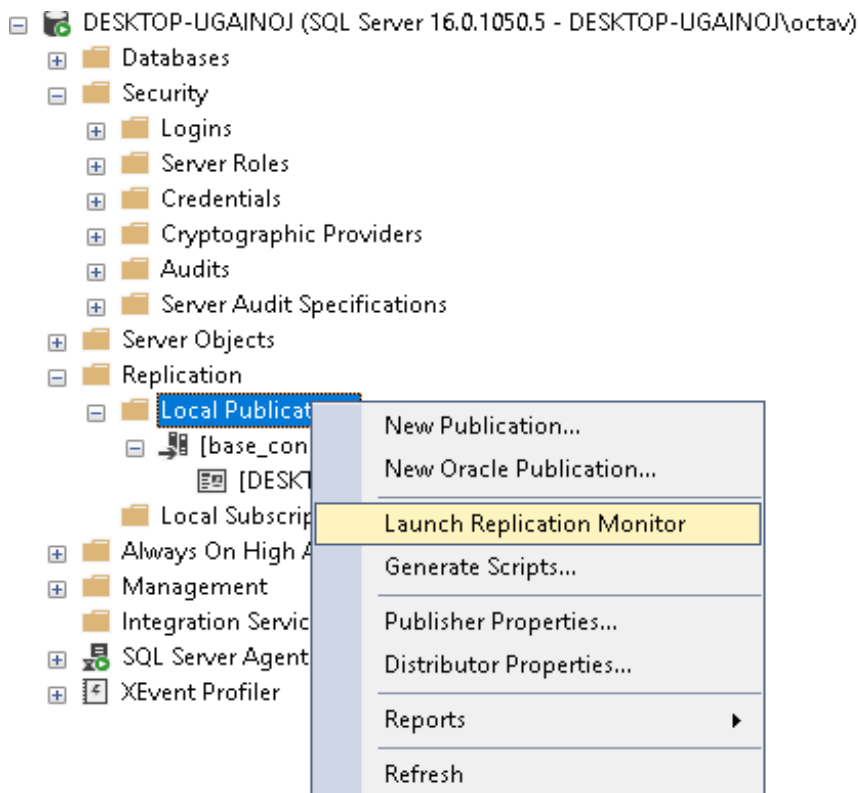 DESKTOP-UGAINOJ (SQL Server 16.0.1050.5 - DESKTOP-UGAINOJ\octav)
Databases
Security
Logins
Server Roles
Credentials
Cryptographic Providers
Audits
Server Audit Specifications
Server Objects
Replication
Local Publicat
[base_con
[DESKT
Local Subscrip
Always On High A
Management
Integration Servic
SQL Server Agent
XEvent Profiler
New Publication...
New Oracle Publication...
Launch Replication Monitor
Generate Scripts...
Publisher Properties...
Distributor Properties...
Reports
Refresh